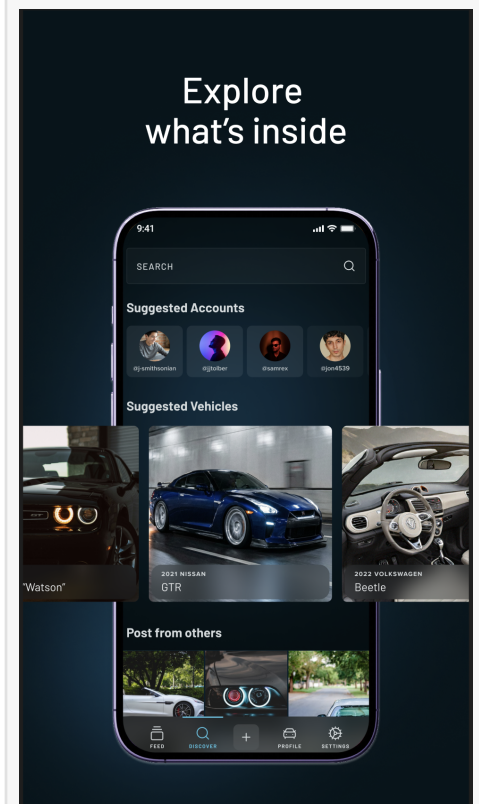 Explore
what’s inside
9:41
SEARCH
Suggested Accounts
@j-smithsonian
@jjtolber
@samrex
@jon4539
Suggested Vehicles
GT
"Watson”
2021 NISSAN
GTR
2022 VOLKSWAGEN
Beetle
Post from others
FEED
DISCOVER
+
PROFILE
SETTINGS